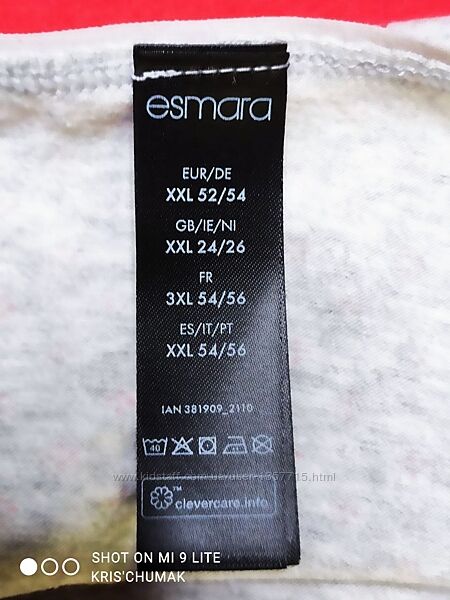 esmara
EUR/DE
XXL 52/54
GB/IE/NI
XXL 24/26
FR
3XL 54/56
ES/IT/PT
XXL 54/56
IAN 381909_2110
40
clevercare.info
TM
SHOT ON MI 9 LITE
KRIS'CHUMAK